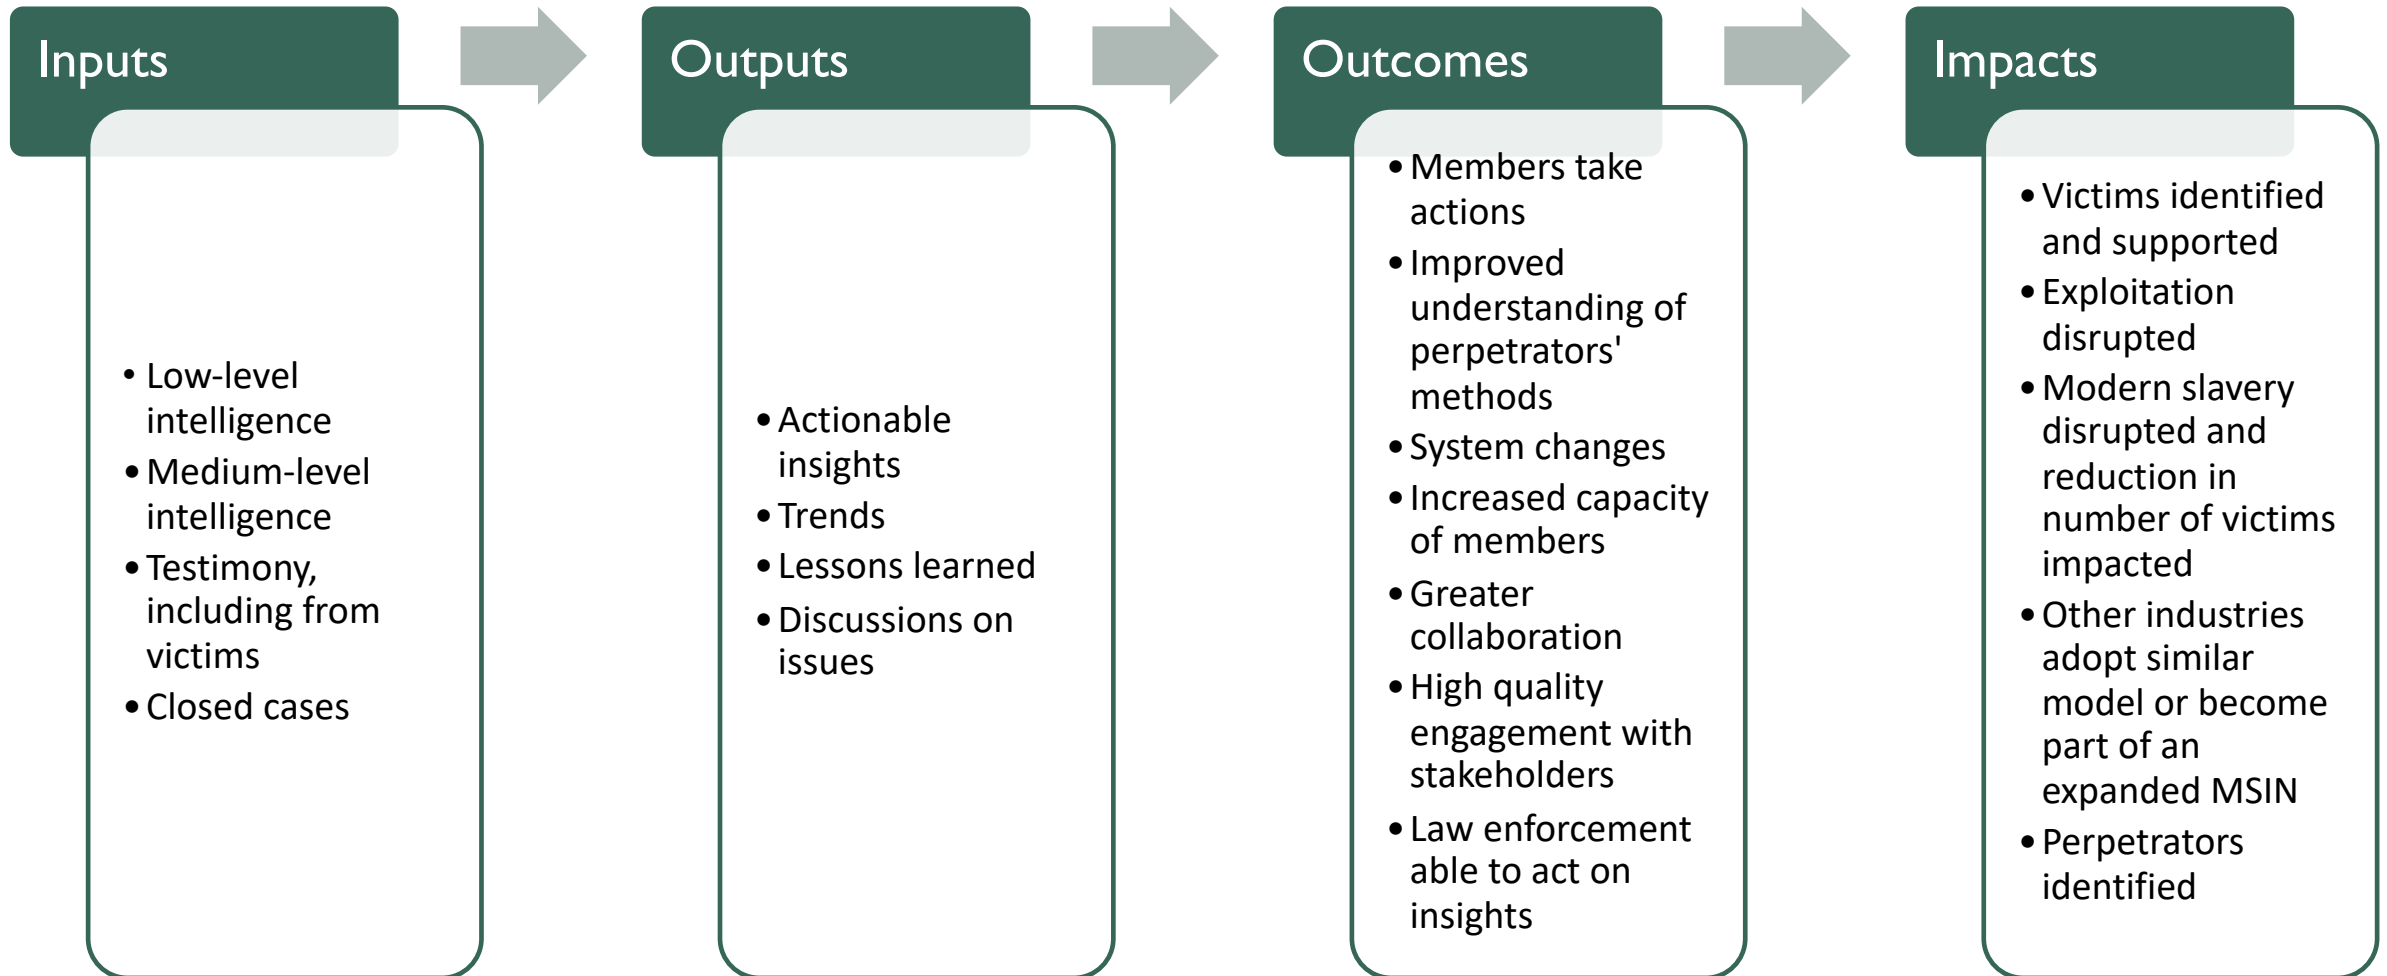 Inputs
• Low-level
intelligence
• Medium-level
intelligence
• Testimony,
including from
victims
• Closed cases
Outputs
• Actionable
insights
• Trends
• Lessons learned
• Discussions on
issues
Outcomes
• Members take
actions
• Improved
understanding of
perpetrators'
methods
• System changes
• Increased capacity
of members
• Greater
collaboration
• High quality
engagement with
stakeholders
• Law enforcement
able to act on
insights
Impacts
• Victims identified
and supported
• Exploitation
disrupted
• Modern slavery
disrupted and
reduction in
number of victims
impacted
• Other industries
adopt similar
model or become
part of an
expanded MSIN
• Perpetrators
identified